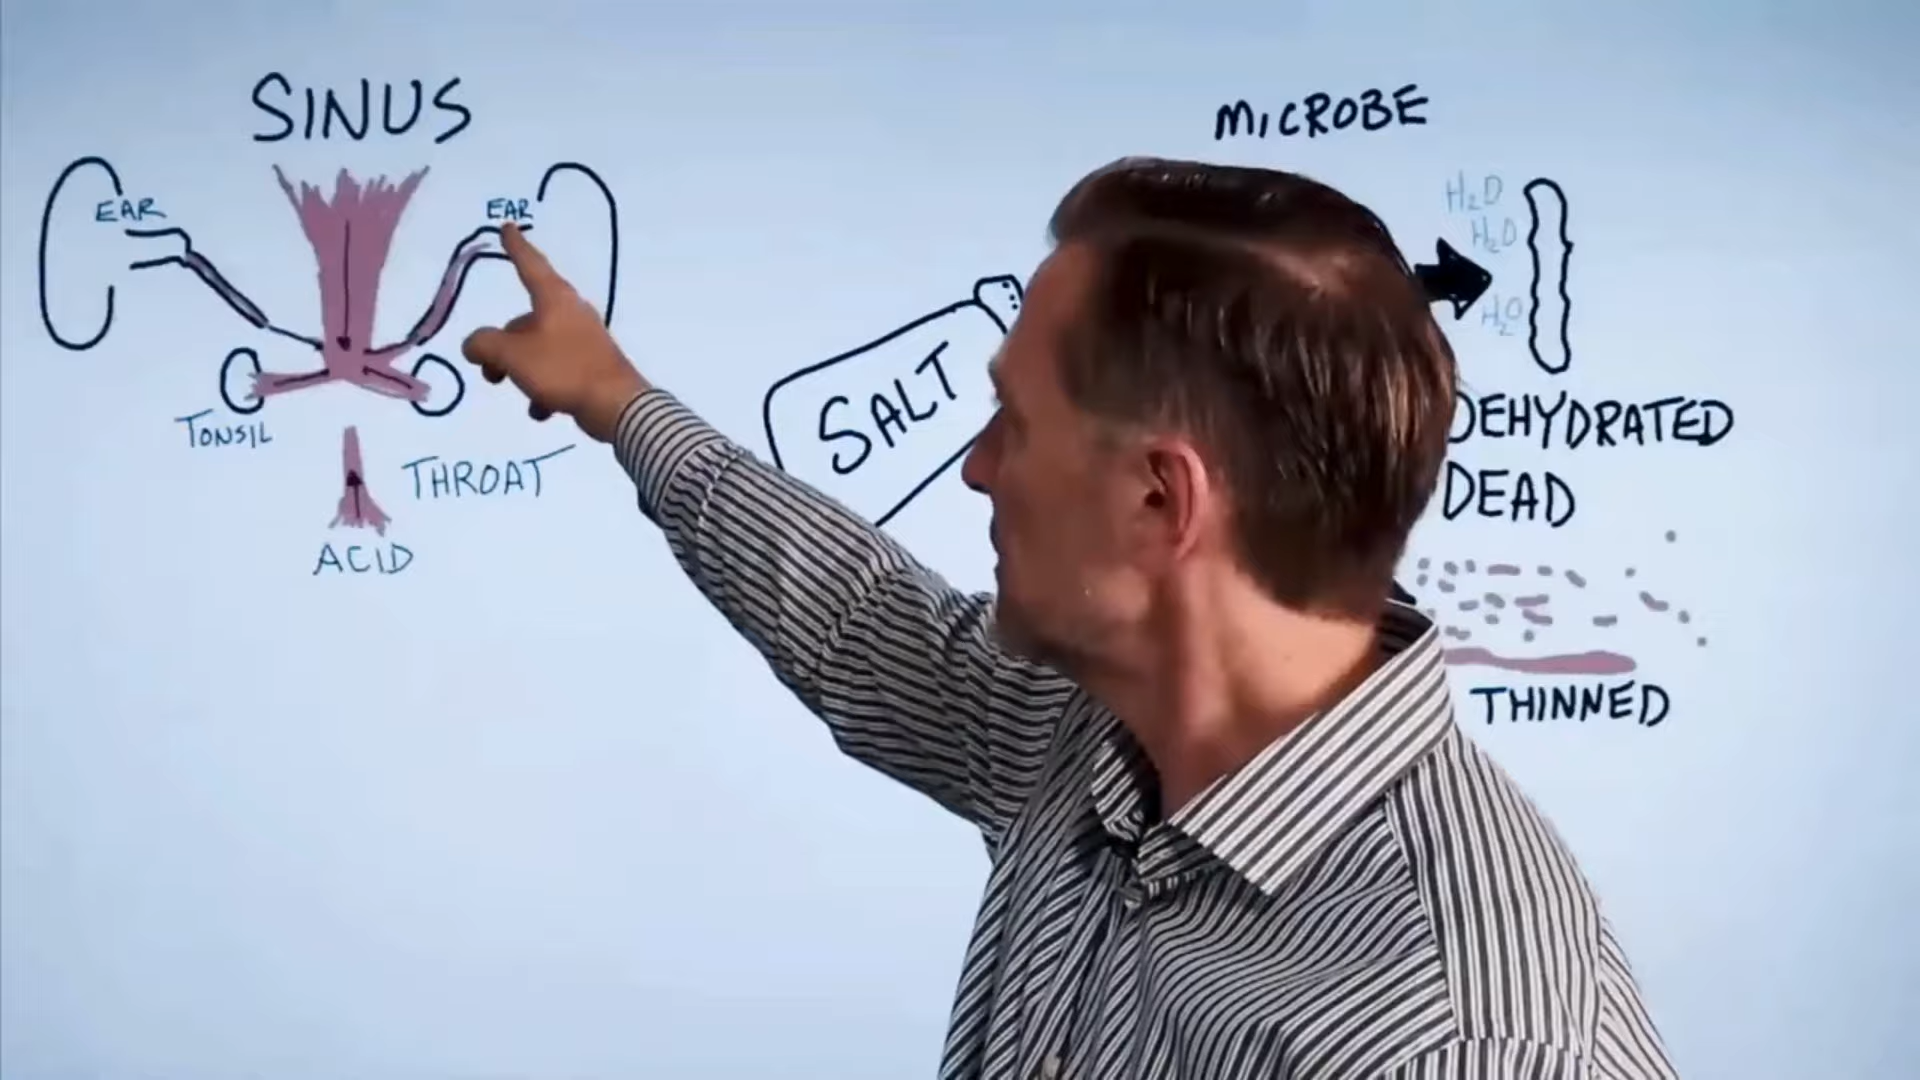 SINUS
EAR
EAR
TONSIL
THROAT
ACID
SALT
MICROBE
H2O
H2O
H2O
DEHYDRATED
DEAD
THINNED